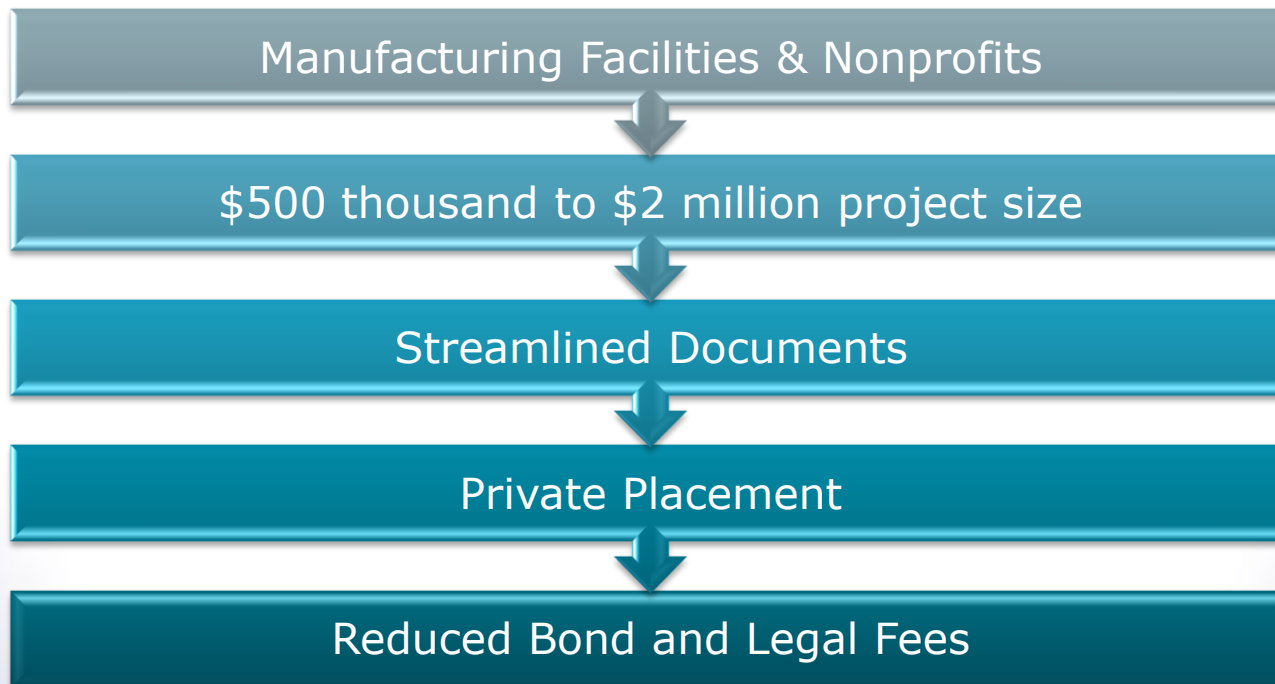 Manufacturing Facilities & Nonprofits
$500 thousand to $2 million project size
Streamlined Documents
Private Placement
Reduced Bond and Legal Fees